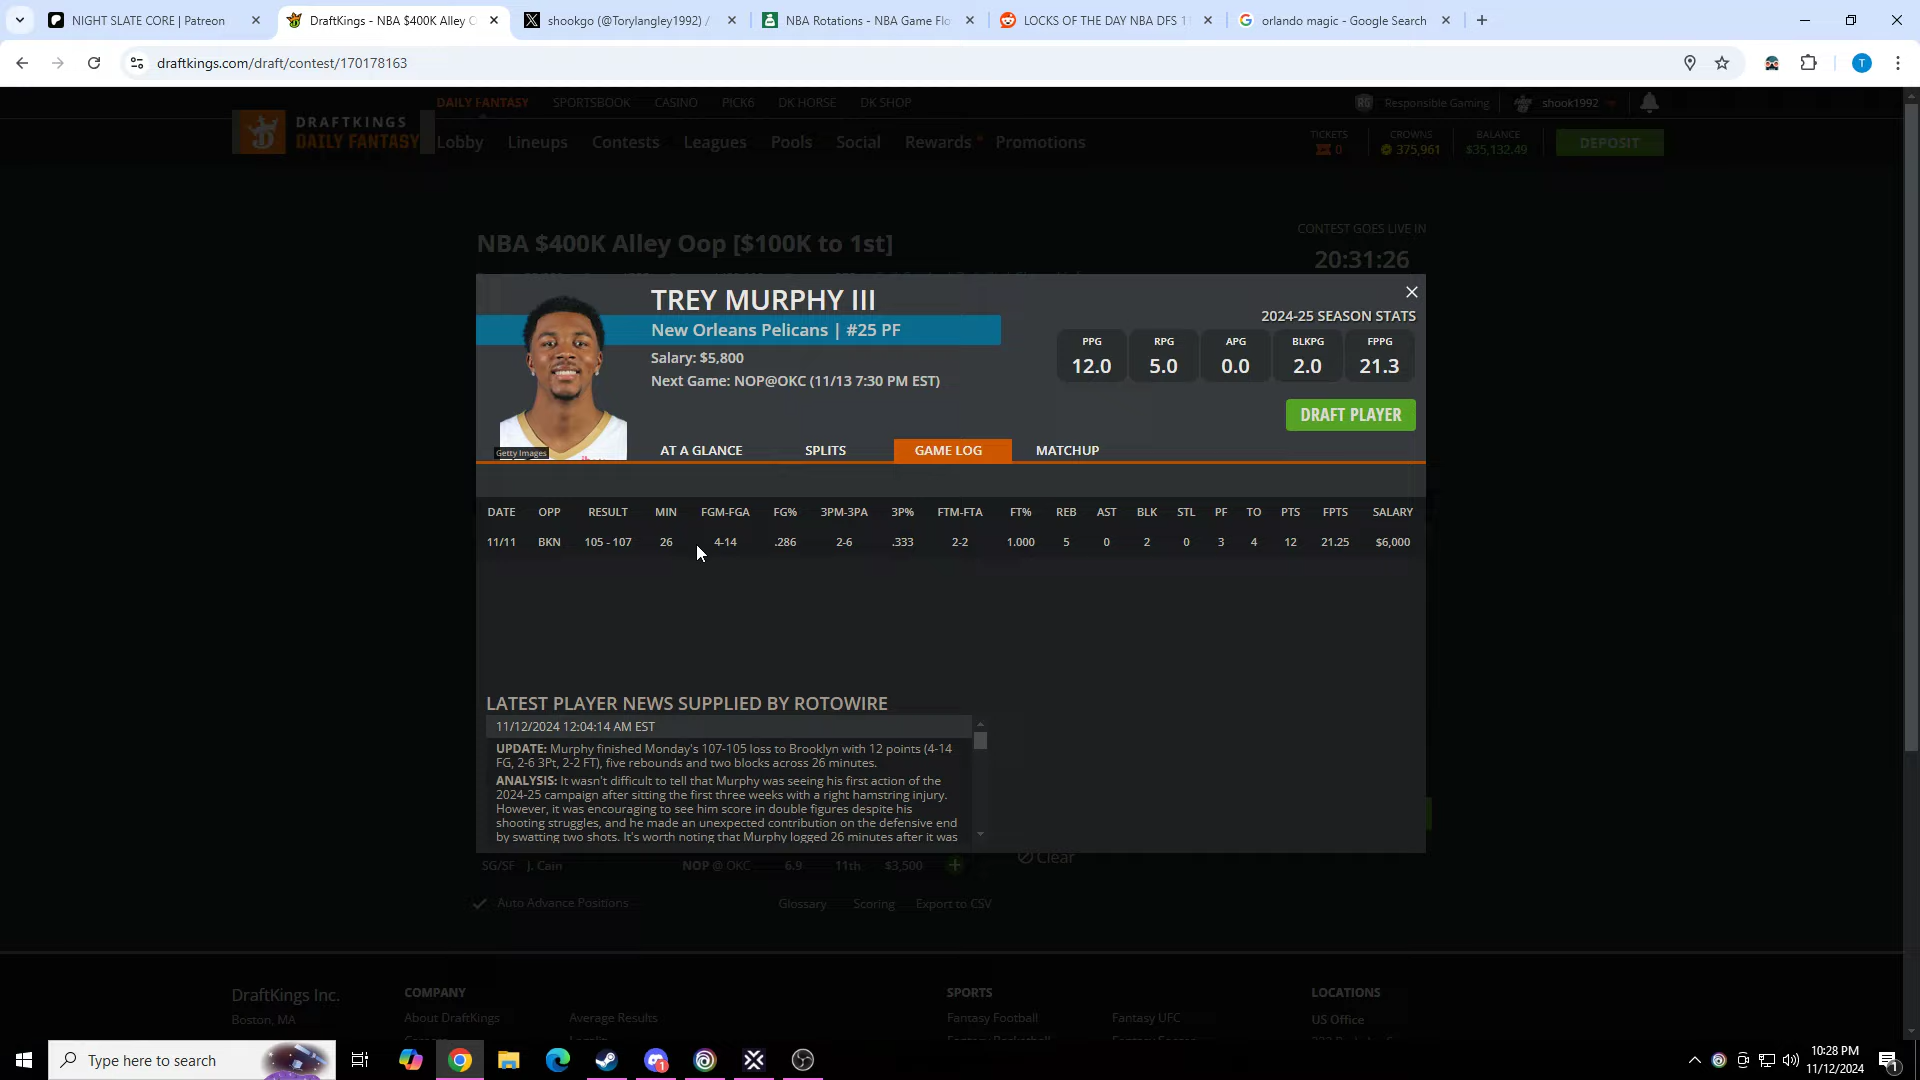 NIGHT SLATE CORE | Patreon
DraftKings - NBA $400K Alley O
shookgo (@Torylangley1992) /
NBA Rotations - NBA Game Flo
LOCKS OF THE DAY NBA DFS 1
orlando magic - Google Search
draftkings.com/draft/contest/170178163
T
DAILY FANTASY SPORTSBOOK CASINO PICK6 DK HORSE DK SHOP
RG Responsible Gaming shook1992
DRAFTKINGS
DAILY FANTASY
Lobby Lineups Contests Leagues Pools Social Rewards Promotions
TICKETS CROWNS BALANCE
0 375,961 $35,132.49
DEPOSIT
NBA $400K Alley Oop [$100K to 1st]
CONTEST GOES LIVE IN
20:31:26
TREY MURPHY III
New Orleans Pelicans | #25 PF
Salary: $5,800
Next Game: NOP@OKC (11/13 7:30 PM EST)
Getty Images
2024-25 SEASON STATS
PPG RPG APG BLKPG FPPG
12.0 5.0 0.0 2.0 21.3
DRAFT PLAYER
AT A GLANCE SPLITS GAME LOG MATCHUP
DATE OPP RESULT MIN FGM-FGA FG% 3PM-3PA 3P% FTM-FTA FT% REB AST BLK STL PF TO PTS FPTS SALARY
11/11 BKN 105 - 107 26 4-14 .286 2-6 .333 2-2 1.000 5 0 2 0 3 4 12 21.25 $6,000
LATEST PLAYER NEWS SUPPLIED BY ROTOWIRE
11/12/2024 12:04:14 AM EST
UPDATE: Murphy finished Monday's 107-105 loss to Brooklyn with 12 points (4-14
FG, 2-6 3Pt, 2-2 FT), five rebounds and two blocks across 26 minutes.
ANALYSIS: It wasn't difficult to tell that Murphy was seeing his first action of the
2024-25 campaign after sitting the first three weeks with a right hamstring injury.
However, it was encouraging to see him score in double figures despite his
shooting struggles, and he made an unexpected contribution on the defensive end
by swatting two shots. It's worth noting that Murphy logged 26 minutes after it was
SG/SF J. Cain NOP @ OKC 6.9 11th $3,500
Clear
Auto Advance Positions
Glossary Scoring Export to CSV
DraftKings Inc.
Boston, MA
COMPANY
About DraftKings Average Results
SPORTS
Fantasy Football Fantasy UFC
LOCATIONS
US Office
Type here to search
10:28 PM
11/12/2024
1
1